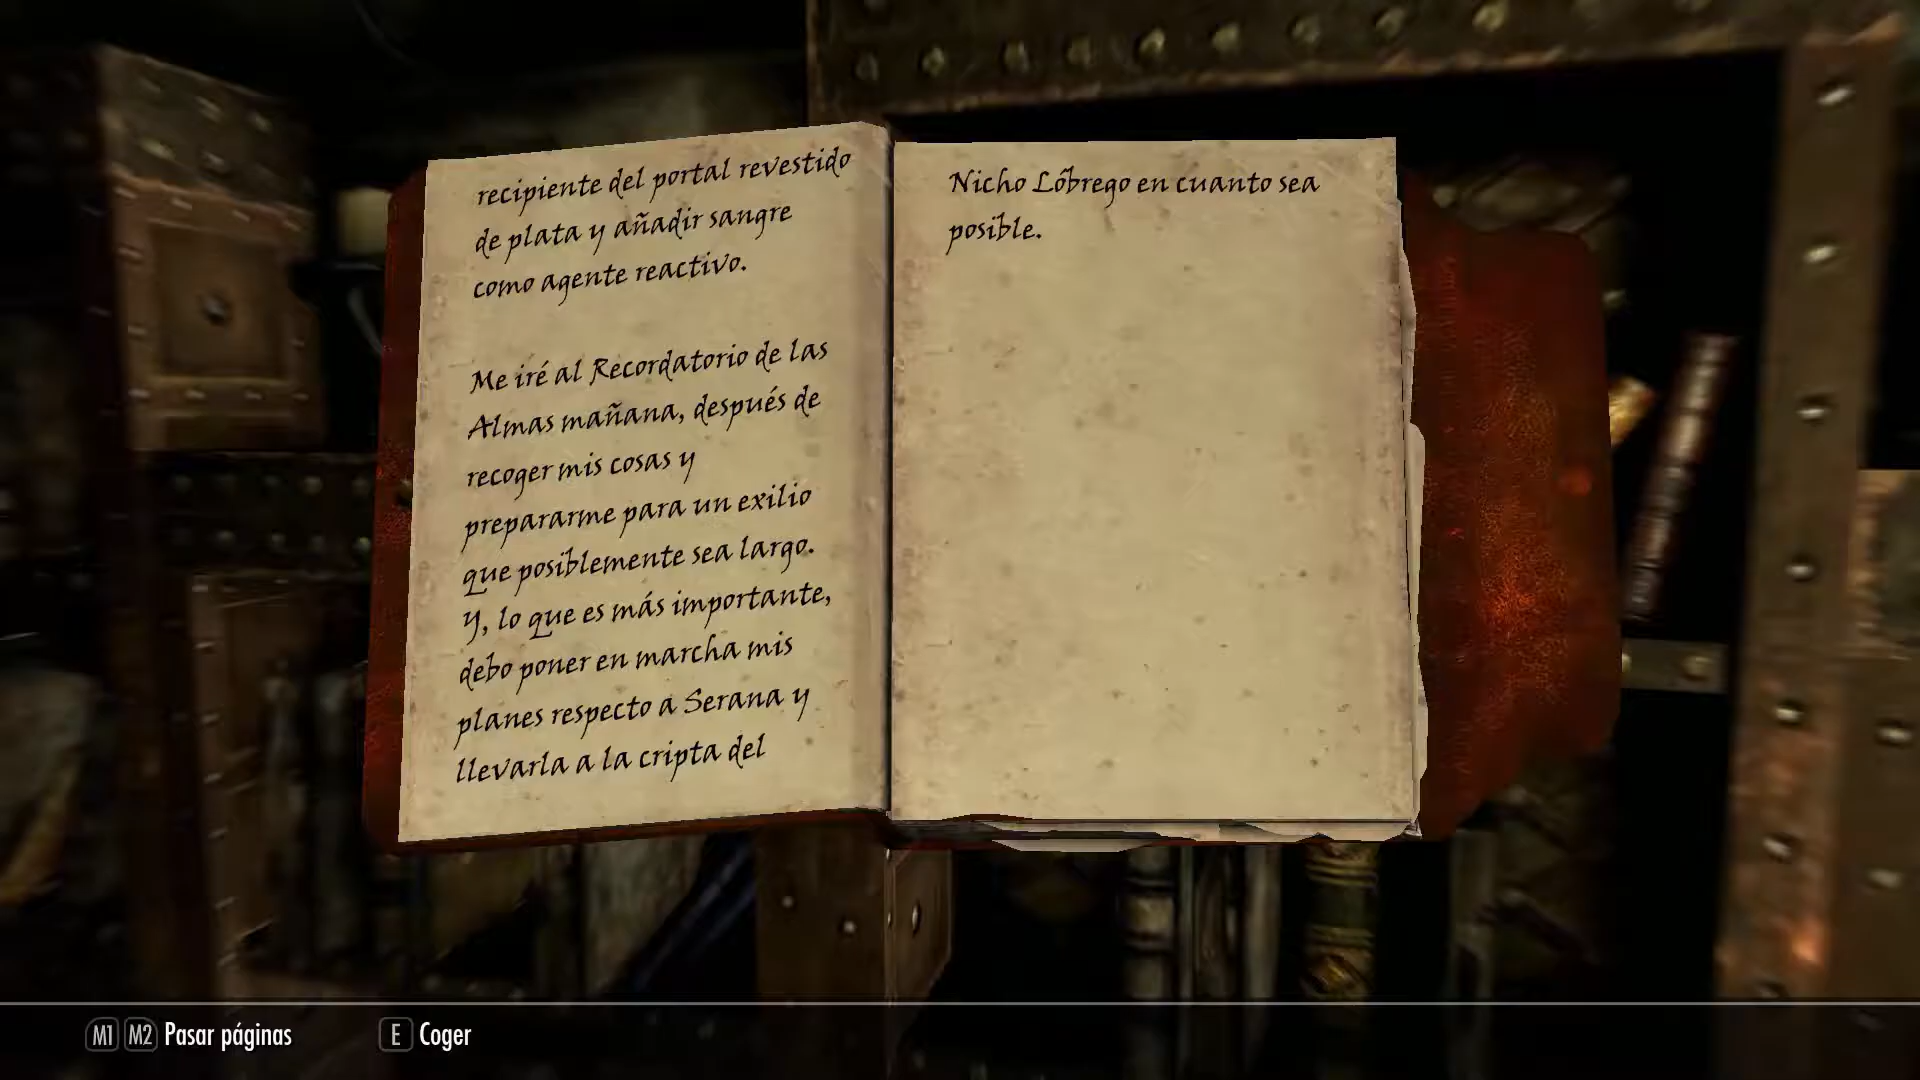 recipiente del portal revestido
de plata y añadir sangre
como agente reactivo.
Me iré al Recordatorio de las
Almas mañana, después de
recoger mis cosas y
prepararme para un exilio
que posiblemente sea largo.
Y, lo que es más importante,
debo poner en marcha mis
planes respecto a Serana y
llevarla a la cripta del
Nicho Lóbrego en cuanto sea
posible.
M1 M2 Pasar páginas
E Coger